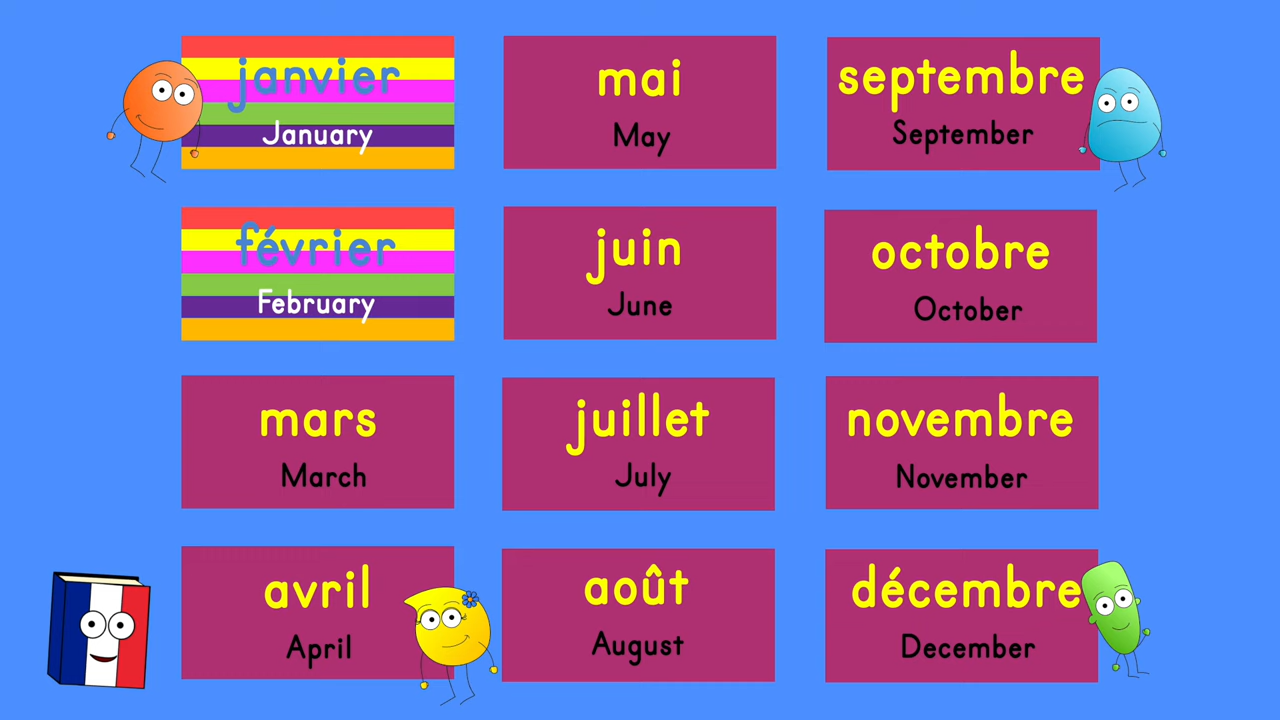 janvier
January
février
February
mars
March
avril
April
mai
May
juin
June
juillet
July
août
August
septembre
September
octobre
October
novembre
November
décembre
December